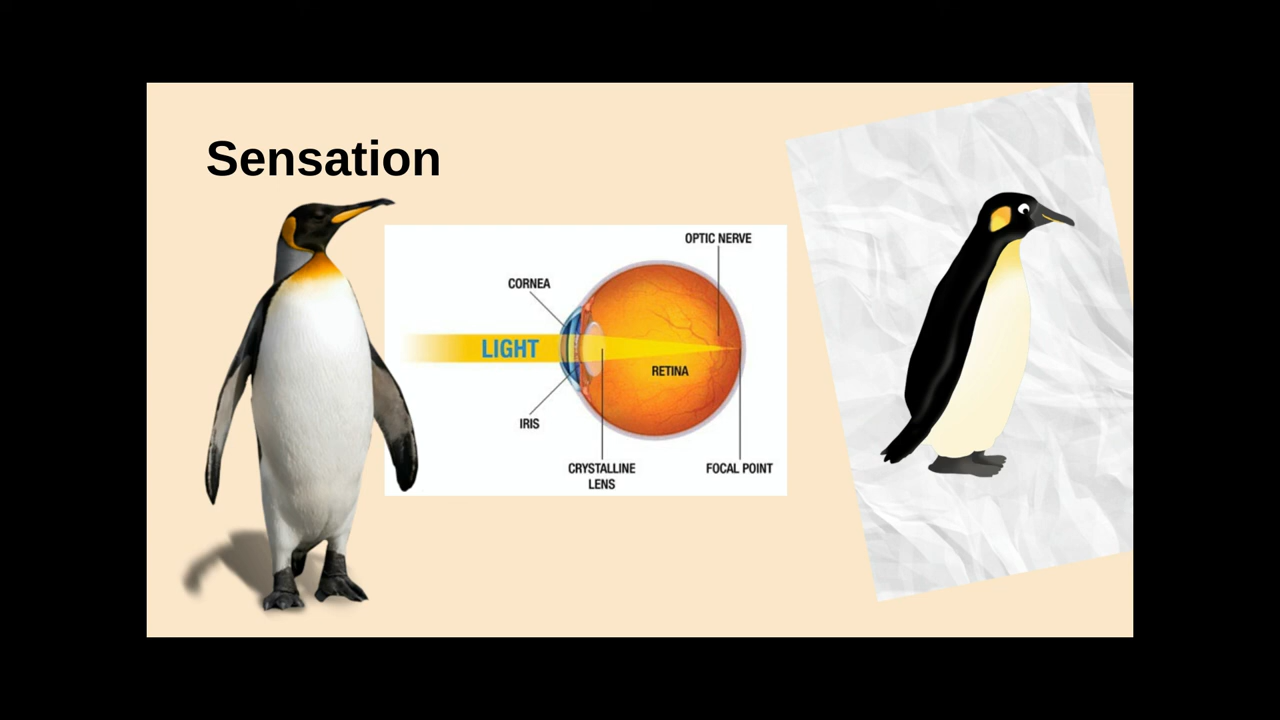 Sensation
OPTIC NERVE
CORNEA
LIGHT
RETINA
IRIS
CRYSTALLINE
LENS
FOCAL POINT